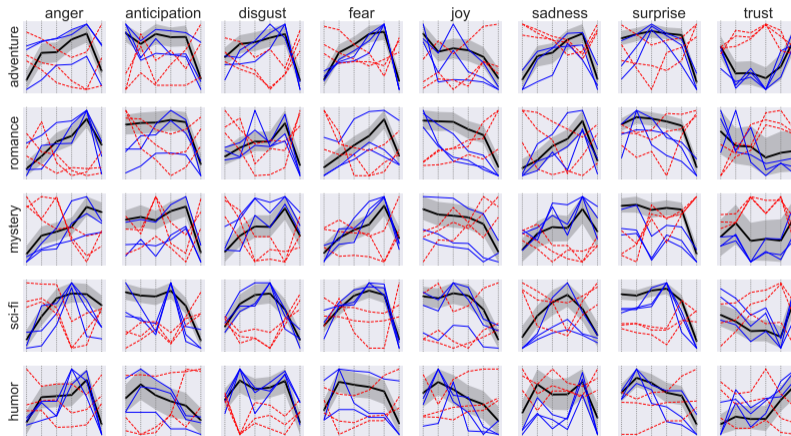 anger anticipation disgust fear joy sadness surprise trust
adventure
romance
mystery
sci-fi
humor